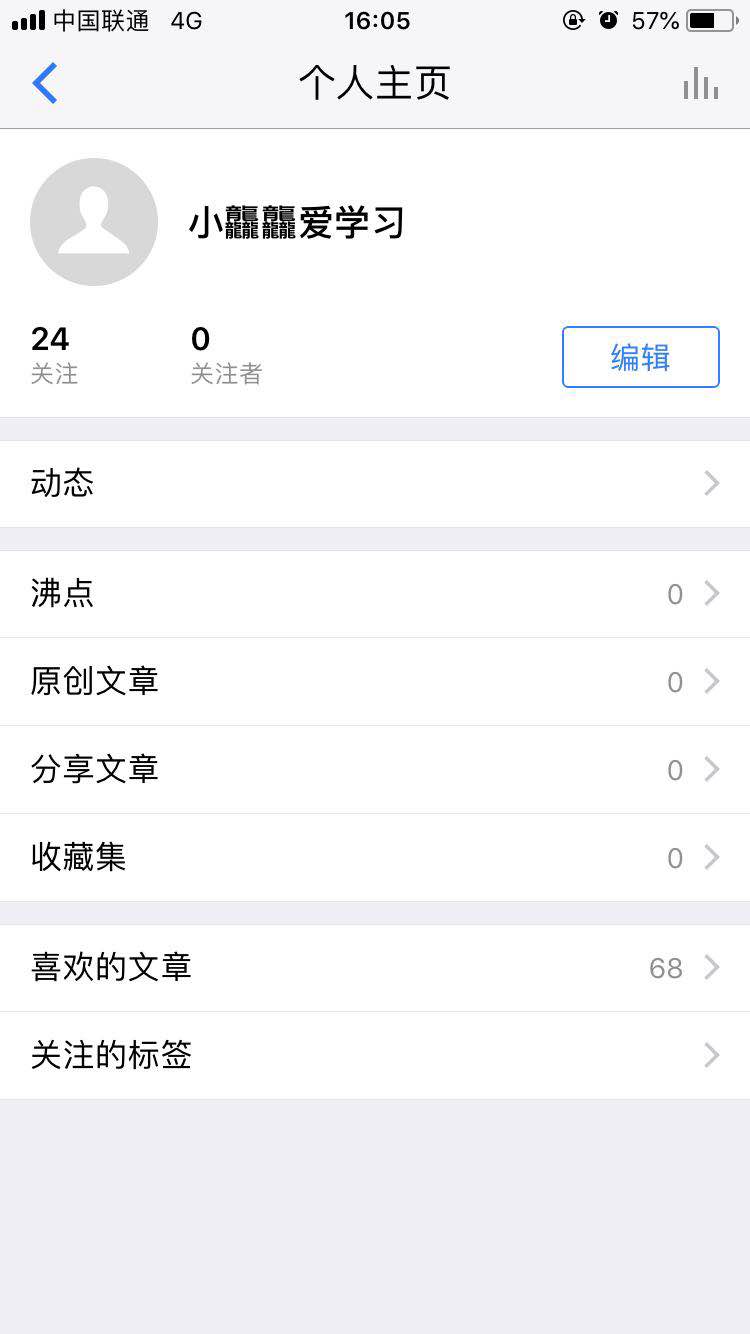 中国联通 4G 16:05 57%
个人主页
小龘龘爱学习
24 0
关注 关注者
编辑
动态
沸点 0
原创文章 0
分享文章 0
收藏集 0
喜欢的文章 68
关注的标签